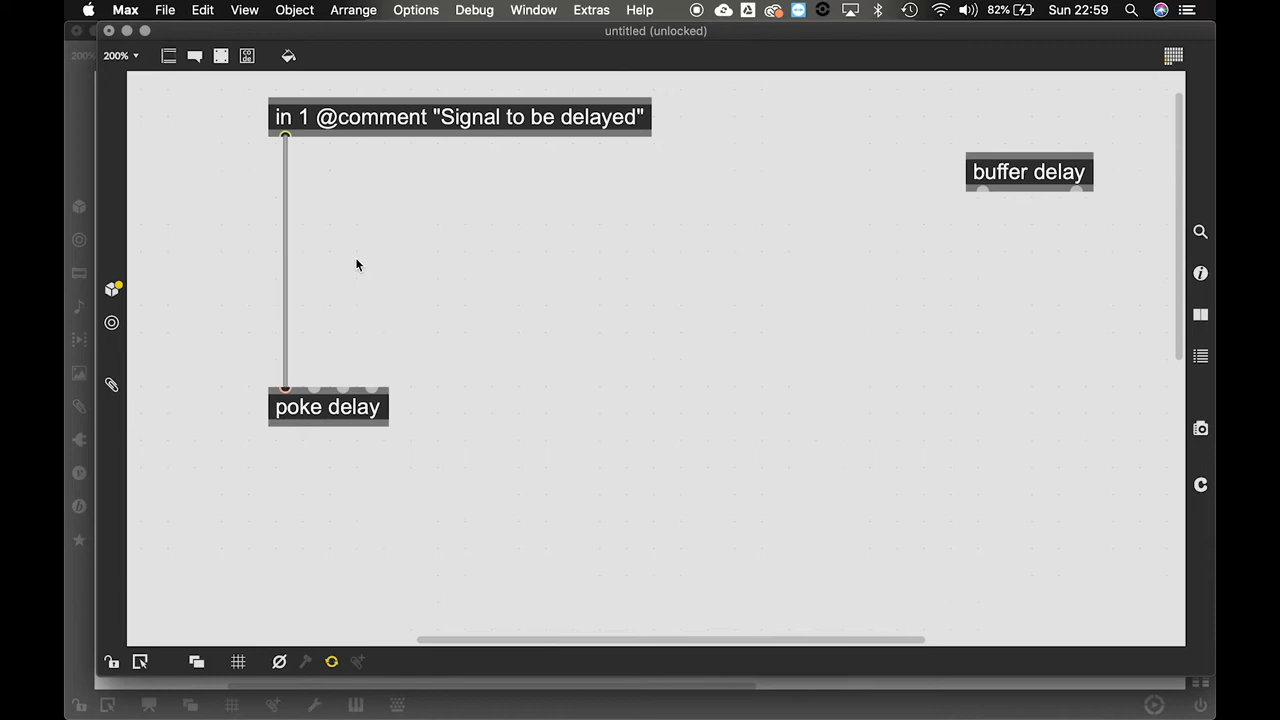 Max File Edit View Object Arrange Options Debug Window Extras Help 82% Sun 22:59
untitled (unlocked)
200% 200%
in 1 @comment "Signal to be delayed"
buffer delay
poke delay